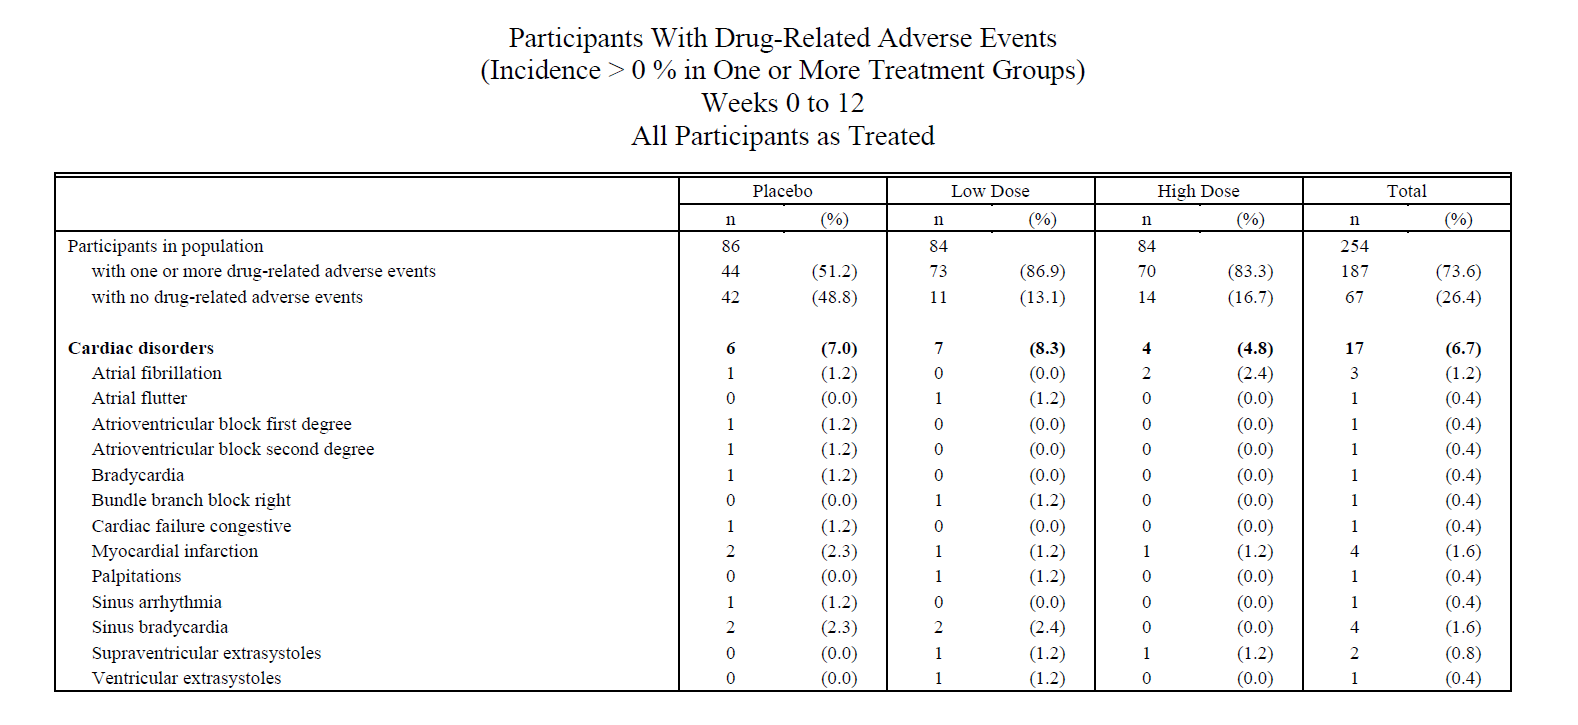 Participants With Drug-Related Adverse Events
(Incidence > 0 % in One or More Treatment Groups)
Weeks 0 to 12
All Participants as Treated
Placebo Low Dose High Dose Total
n (%) n (%) n (%) n (%)
Participants in population 86 84 84 254
with one or more drug-related adverse events 44 (51.2) 73 (86.9) 70 (83.3) 187 (73.6)
with no drug-related adverse events 42 (48.8) 11 (13.1) 14 (16.7) 67 (26.4)
Cardiac disorders 6 (7.0) 7 (8.3) 4 (4.8) 17 (6.7)
Atrial fibrillation 1 (1.2) 0 (0.0) 2 (2.4) 3 (1.2)
Atrial flutter 0 (0.0) 1 (1.2) 0 (0.0) 1 (0.4)
Atrioventricular block first degree 1 (1.2) 0 (0.0) 0 (0.0) 1 (0.4)
Atrioventricular block second degree 1 (1.2) 0 (0.0) 0 (0.0) 1 (0.4)
Bradycardia 1 (1.2) 0 (0.0) 0 (0.0) 1 (0.4)
Bundle branch block right 0 (0.0) 1 (1.2) 0 (0.0) 1 (0.4)
Cardiac failure congestive 1 (1.2) 0 (0.0) 0 (0.0) 1 (0.4)
Myocardial infarction 2 (2.3) 1 (1.2) 1 (1.2) 4 (1.6)
Palpitations 0 (0.0) 1 (1.2) 0 (0.0) 1 (0.4)
Sinus arrhythmia 1 (1.2) 0 (0.0) 0 (0.0) 1 (0.4)
Sinus bradycardia 2 (2.3) 2 (2.4) 0 (0.0) 4 (1.6)
Supraventricular extrasystoles 0 (0.0) 1 (1.2) 1 (1.2) 2 (0.8)
Ventricular extrasystoles 0 (0.0) 1 (1.2) 0 (0.0) 1 (0.4)